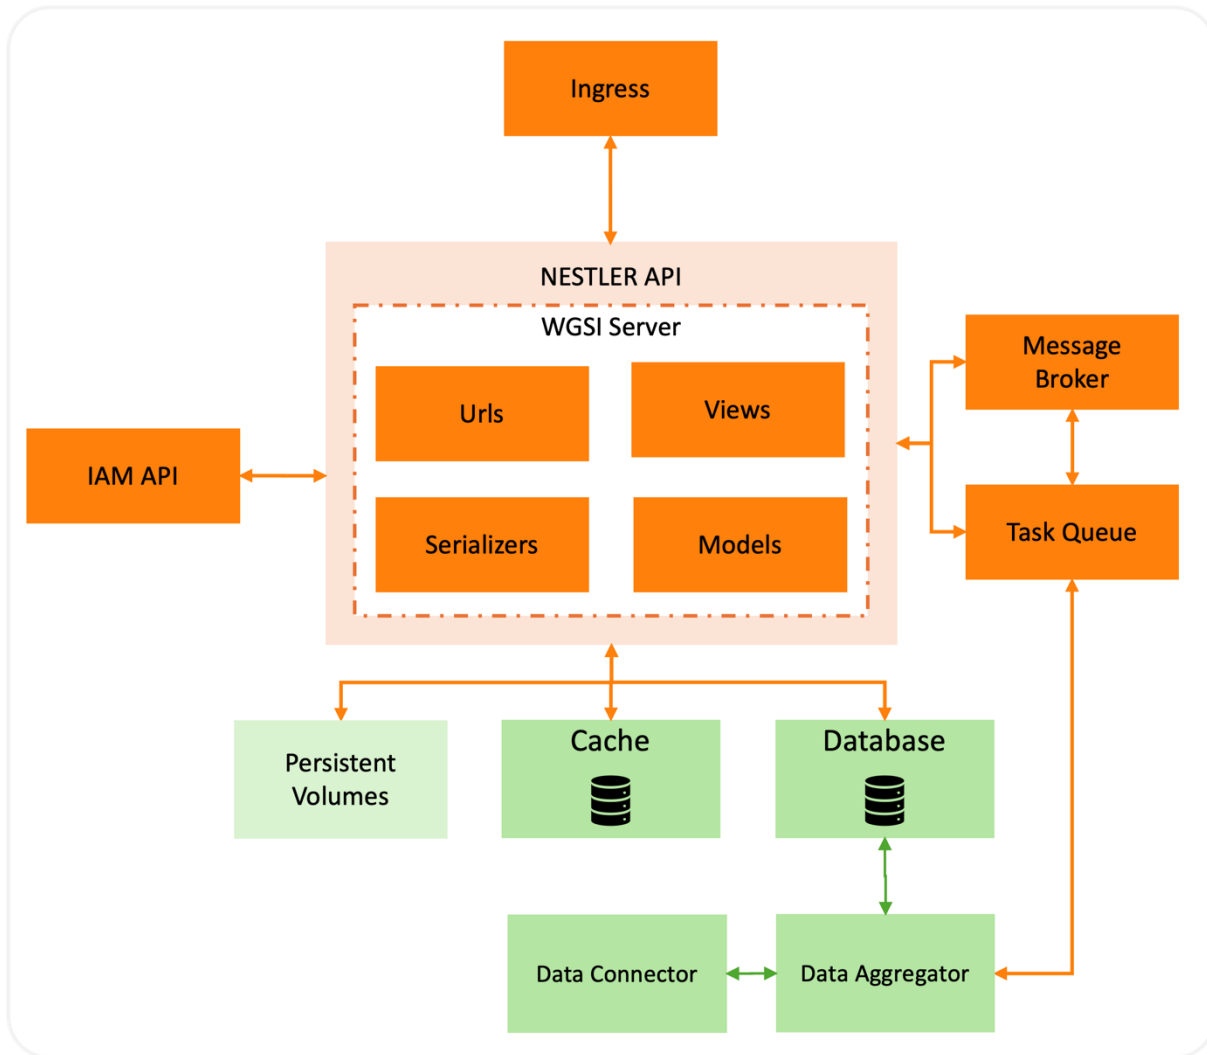 Ingress
NESTLER API
WGSI Server
Urls
Views
Serializers
Models
IAM API
Message
Broker
Task Queue
Persistent
Volumes
Cache
Database
Data Connector
Data Aggregator